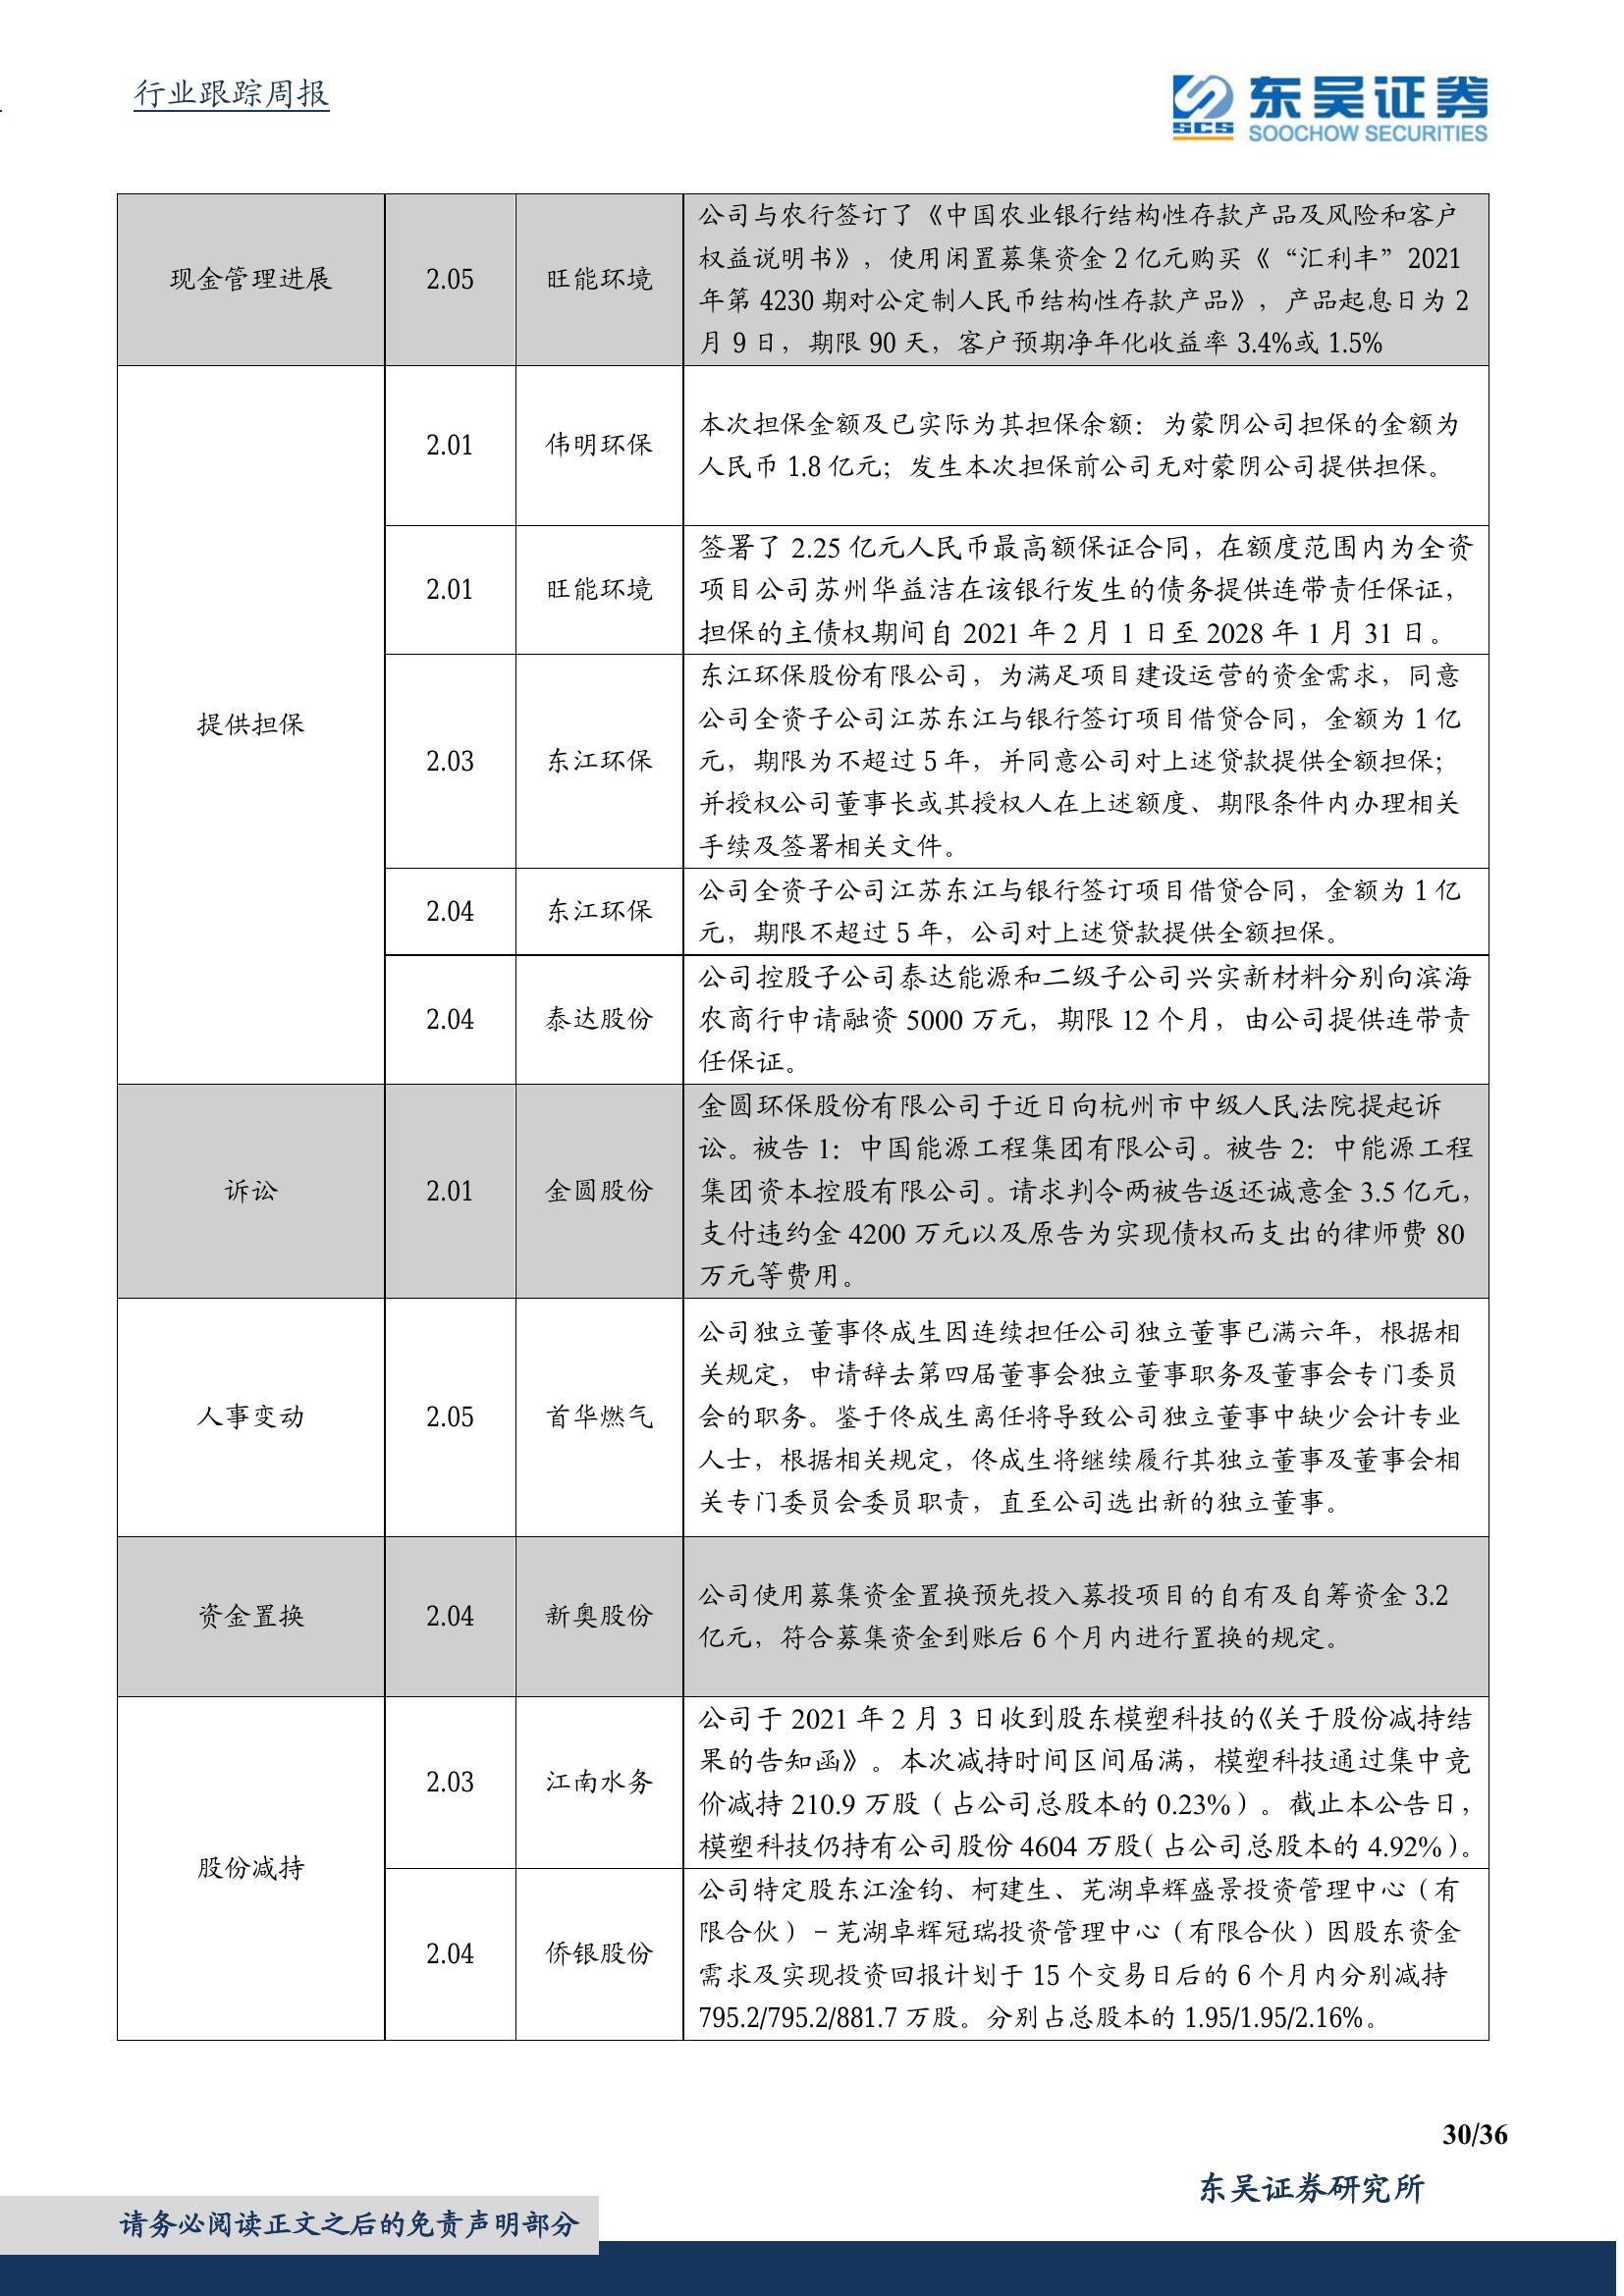 行业跟踪周报
SCS
东吴证券
SOOCHOW SECURITIES
现金管理进展
2.05
旺能环境
公司与农行签订了《中国农业银行结构性存款产品及风险和客户
权益说明书》，使用闲置募集资金 2 亿元购买《“汇利丰”2021
年第 4230 期对公定制人民币结构性存款产品》，产品起息日为 2
月 9 日，期限 90 天，客户预期净年化收益率 3.4%或 1.5%
提供担保
2.01
伟明环保
本次担保金额及已实际为其担保余额：为蒙阴公司担保的金额为
人民币 1.8 亿元；发生本次担保前公司无对蒙阴公司提供担保。
2.01
旺能环境
签署了 2.25 亿元人民币最高额保证合同，在额度范围内为全资
项目公司苏州华益洁在该银行发生的债务提供连带责任保证，
担保的主债权期间自 2021 年 2 月 1 日至 2028 年 1 月 31 日。
2.03
东江环保
东江环保股份有限公司，为满足项目建设运营的资金需求，同意
公司全资子公司江苏东江与银行签订项目借贷合同，金额为 1 亿
元，期限为不超过 5 年，并同意公司对上述贷款提供全额担保；
并授权公司董事长或其授权人在上述额度、期限条件内办理相关
手续及签署相关文件。
2.04
东江环保
公司全资子公司江苏东江与银行签订项目借贷合同，金额为 1 亿
元，期限不超过 5 年，公司对上述贷款提供全额担保。
2.04
泰达股份
公司控股子公司泰达能源和二级子公司兴实新材料分别向滨海
农商行申请融资 5000 万元，期限 12 个月，由公司提供连带责
任保证。
诉讼
2.01
金圆股份
金圆环保股份有限公司于近日向杭州市中级人民法院提起诉
讼。被告 1：中国能源工程集团有限公司。被告 2：中能源工程
集团资本控股有限公司。请求判令两被告返还诚意金 3.5 亿元，
支付违约金 4200 万元以及原告为实现债权而支出的律师费 80
万元等费用。
人事变动
2.05
首华燃气
公司独立董事佟成生因连续担任公司独立董事已满六年，根据相
关规定，申请辞去第四届董事会独立董事职务及董事会专门委员
会的职务。鉴于佟成生离任将导致公司独立董事中缺少会计专业
人士，根据相关规定，佟成生将继续履行其独立董事及董事会相
关专门委员会委员职责，直至公司选出新的独立董事。
资金置换
2.04
新奥股份
公司使用募集资金置换预先投入募投项目的自有及自筹资金 3.2
亿元，符合募集资金到账后 6 个月内进行置换的规定。
股份减持
2.03
江南水务
公司于 2021 年 2 月 3 日收到股东模塑科技的《关于股份减持结
果的告知函》。本次减持时间区间届满，模塑科技通过集中竞
价减持 210.9 万股（占公司总股本的 0.23%）。截止本公告日，
模塑科技仍持有公司股份 4604 万股（占公司总股本的 4.92%）。
2.04
侨银股份
公司特定股东江淦钧、柯建生、芜湖卓辉盛景投资管理中心（有
限合伙）－芜湖卓辉冠瑞投资管理中心（有限合伙）因股东资金
需求及实现投资回报计划于 15 个交易日后的 6 个月内分别减持
795.2/795.2/881.7 万股。分别占总股本的 1.95/1.95/2.16%。
30/36
东吴证券研究所
请务必阅读正文之后的免责声明部分